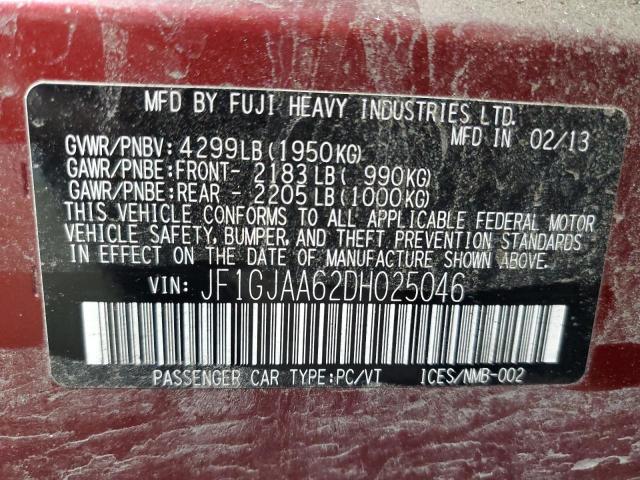 MFD BY FUJI HEAVY INDUSTRIES LTD.
MFD IN 02/13
GVWR/PNBV: 4299LB(1950KG)
GAWR/PNBE:FRONT- 2183LB( 990KG)
GAWR/PNBE:REAR - 2205LB(1000KG)
THIS VEHICLE CONFORMS TO ALL APPLICABLE FEDERAL MOTOR
VEHICLE SAFETY, BUMPER, AND THEFT PREVENTION STANDARDS
IN EFFECT ON THE DATE OF MANUFACTURE SHOWN ABOVE.
VIN: JF1GJAA62DH025046
PASSENGER CAR TYPE:PC/VT 1CES/NMB-002